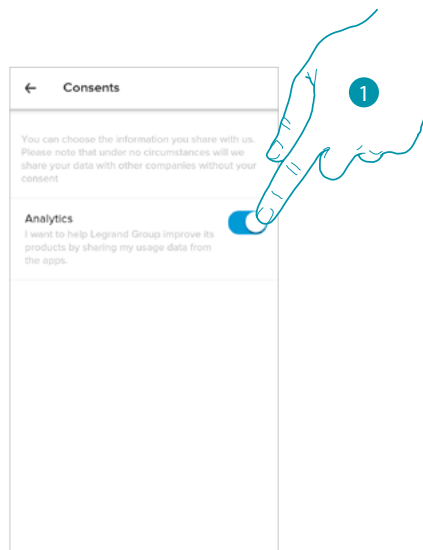 Consents
1
You can choose the information you share with us.
Please note that under no circumstances will we
share your data with other companies without your
consent
Analytics
I want to help Legrand Group improve its
products by sharing my usage data from
the apps.